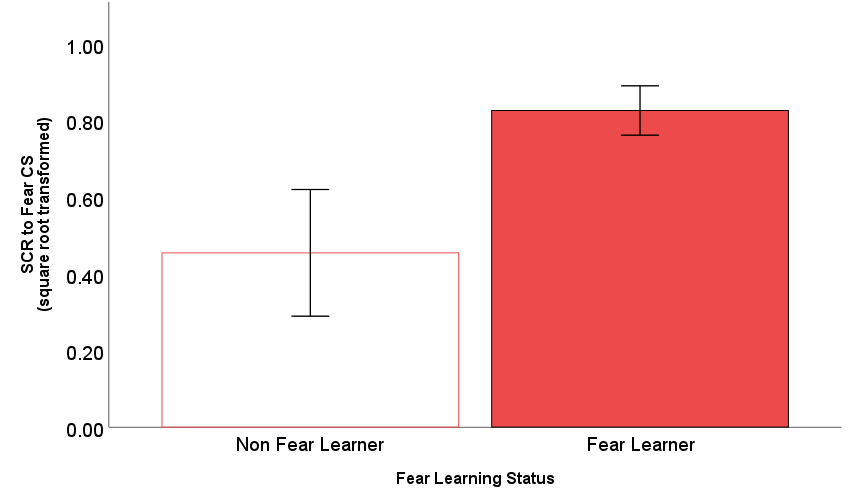 1.00
0.80
0.60
0.40
0.20
0.00
SCR to Fear CS
(square root transformed)
Non Fear Learner
Fear Learner
Fear Learning Status